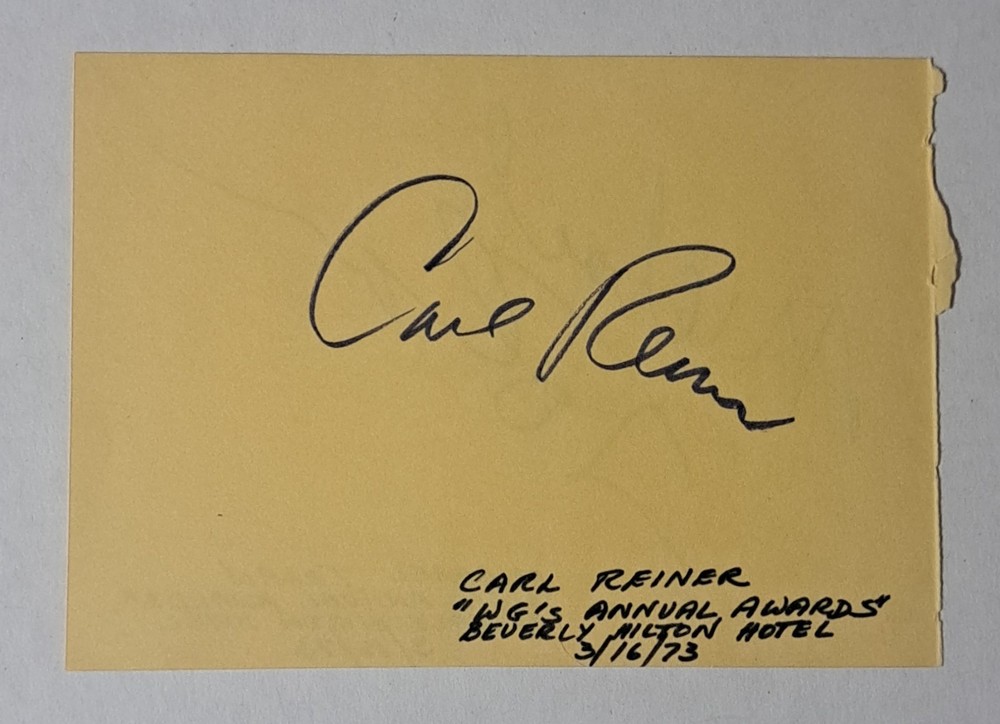 Carl Reiner
CARL REINER
"WG'S ANNUAL AWARDS"
BEVERLY HILTON HOTEL
3/16/73